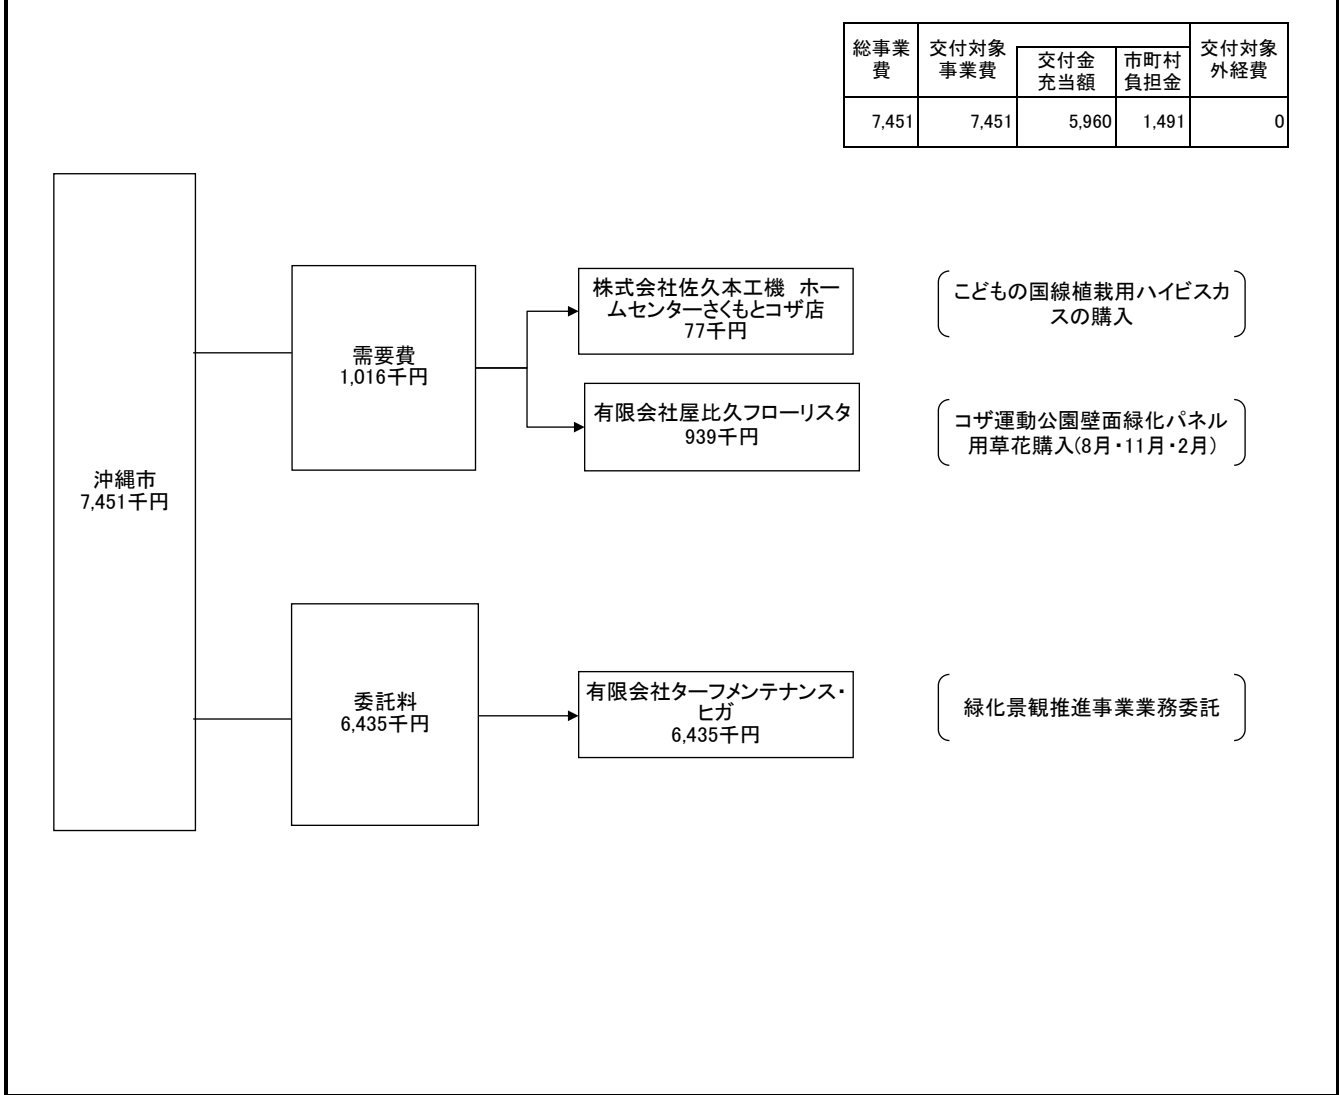 総事業
費
交付対象
事業費
交付金
充当額
市町村
負担金
交付対象
外経費
7,451
7,451
5,960
1,491
0
沖縄市
7,451千円
需要費
1,016千円
株式会社佐久本工機　ホー
ムセンターさくもとコザ店
77千円
こどもの国線植栽用ハイビスカ
スの購入
有限会社屋比久フローリスタ
939千円
コザ運動公園壁面緑化パネル
用草花購入(8月・11月・2月)
委託料
6,435千円
有限会社ターフメンテナンス・
ヒガ
6,435千円
緑化景観推進事業業務委託